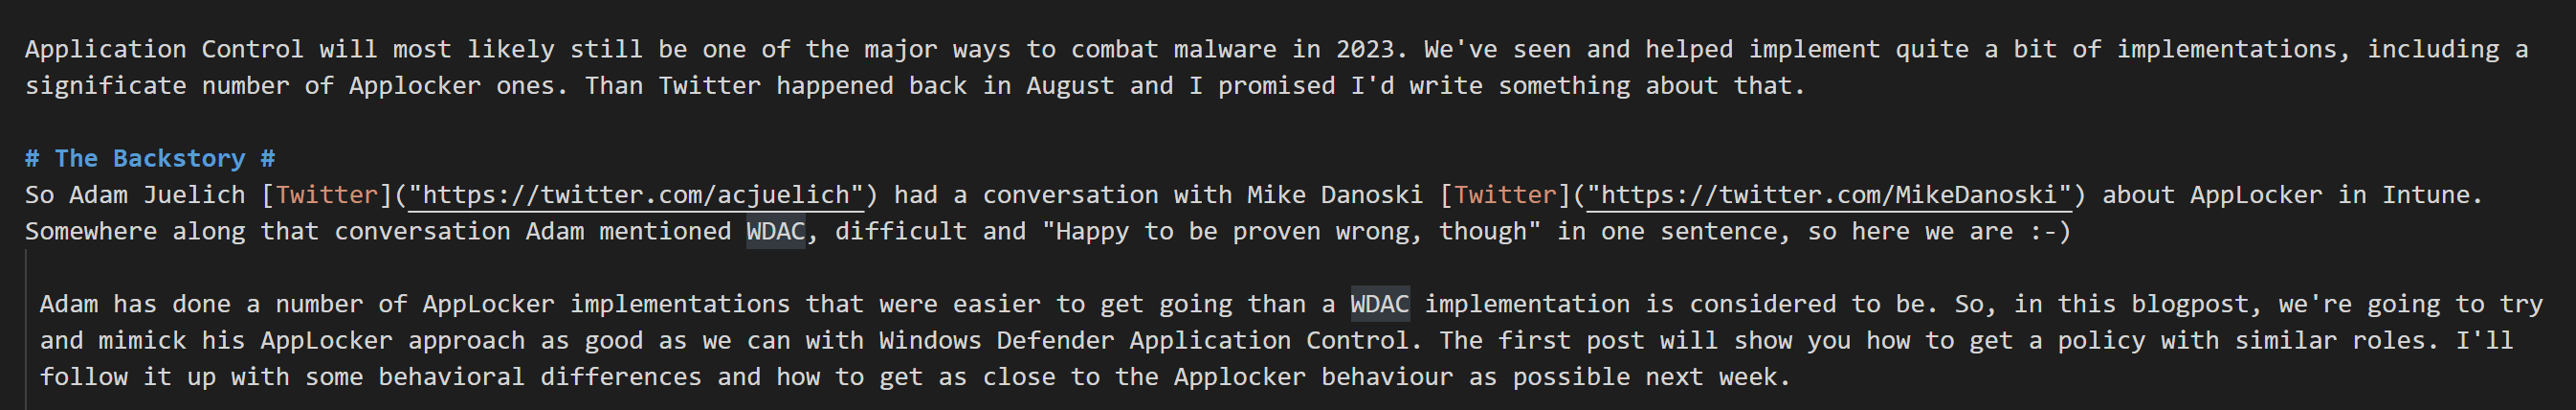 Application Control will most likely still be one of the major ways to combat malware in 2023. We've seen and helped implement quite a bit of implementations, including a
significate number of Applocker ones. Than Twitter happened back in August and I promised I'd write something about that.
# The Backstory #
So Adam Juelich [Twitter]("https://twitter.com/acjuelich") had a conversation with Mike Danoski [Twitter]("https://twitter.com/MikeDanoski") about AppLocker in Intune.
Somewhere along that conversation Adam mentioned WDAC, difficult and "Happy to be proven wrong, though" in one sentence, so here we are :-)
Adam has done a number of AppLocker implementations that were easier to get going than a WDAC implementation is considered to be. So, in this blogpost, we're going to try
and mimick his AppLocker approach as good as we can with Windows Defender Application Control. The first post will show you how to get a policy with similar roles. I'll
follow it up with some behavioral differences and how to get as close to the Applocker behaviour as possible next week.